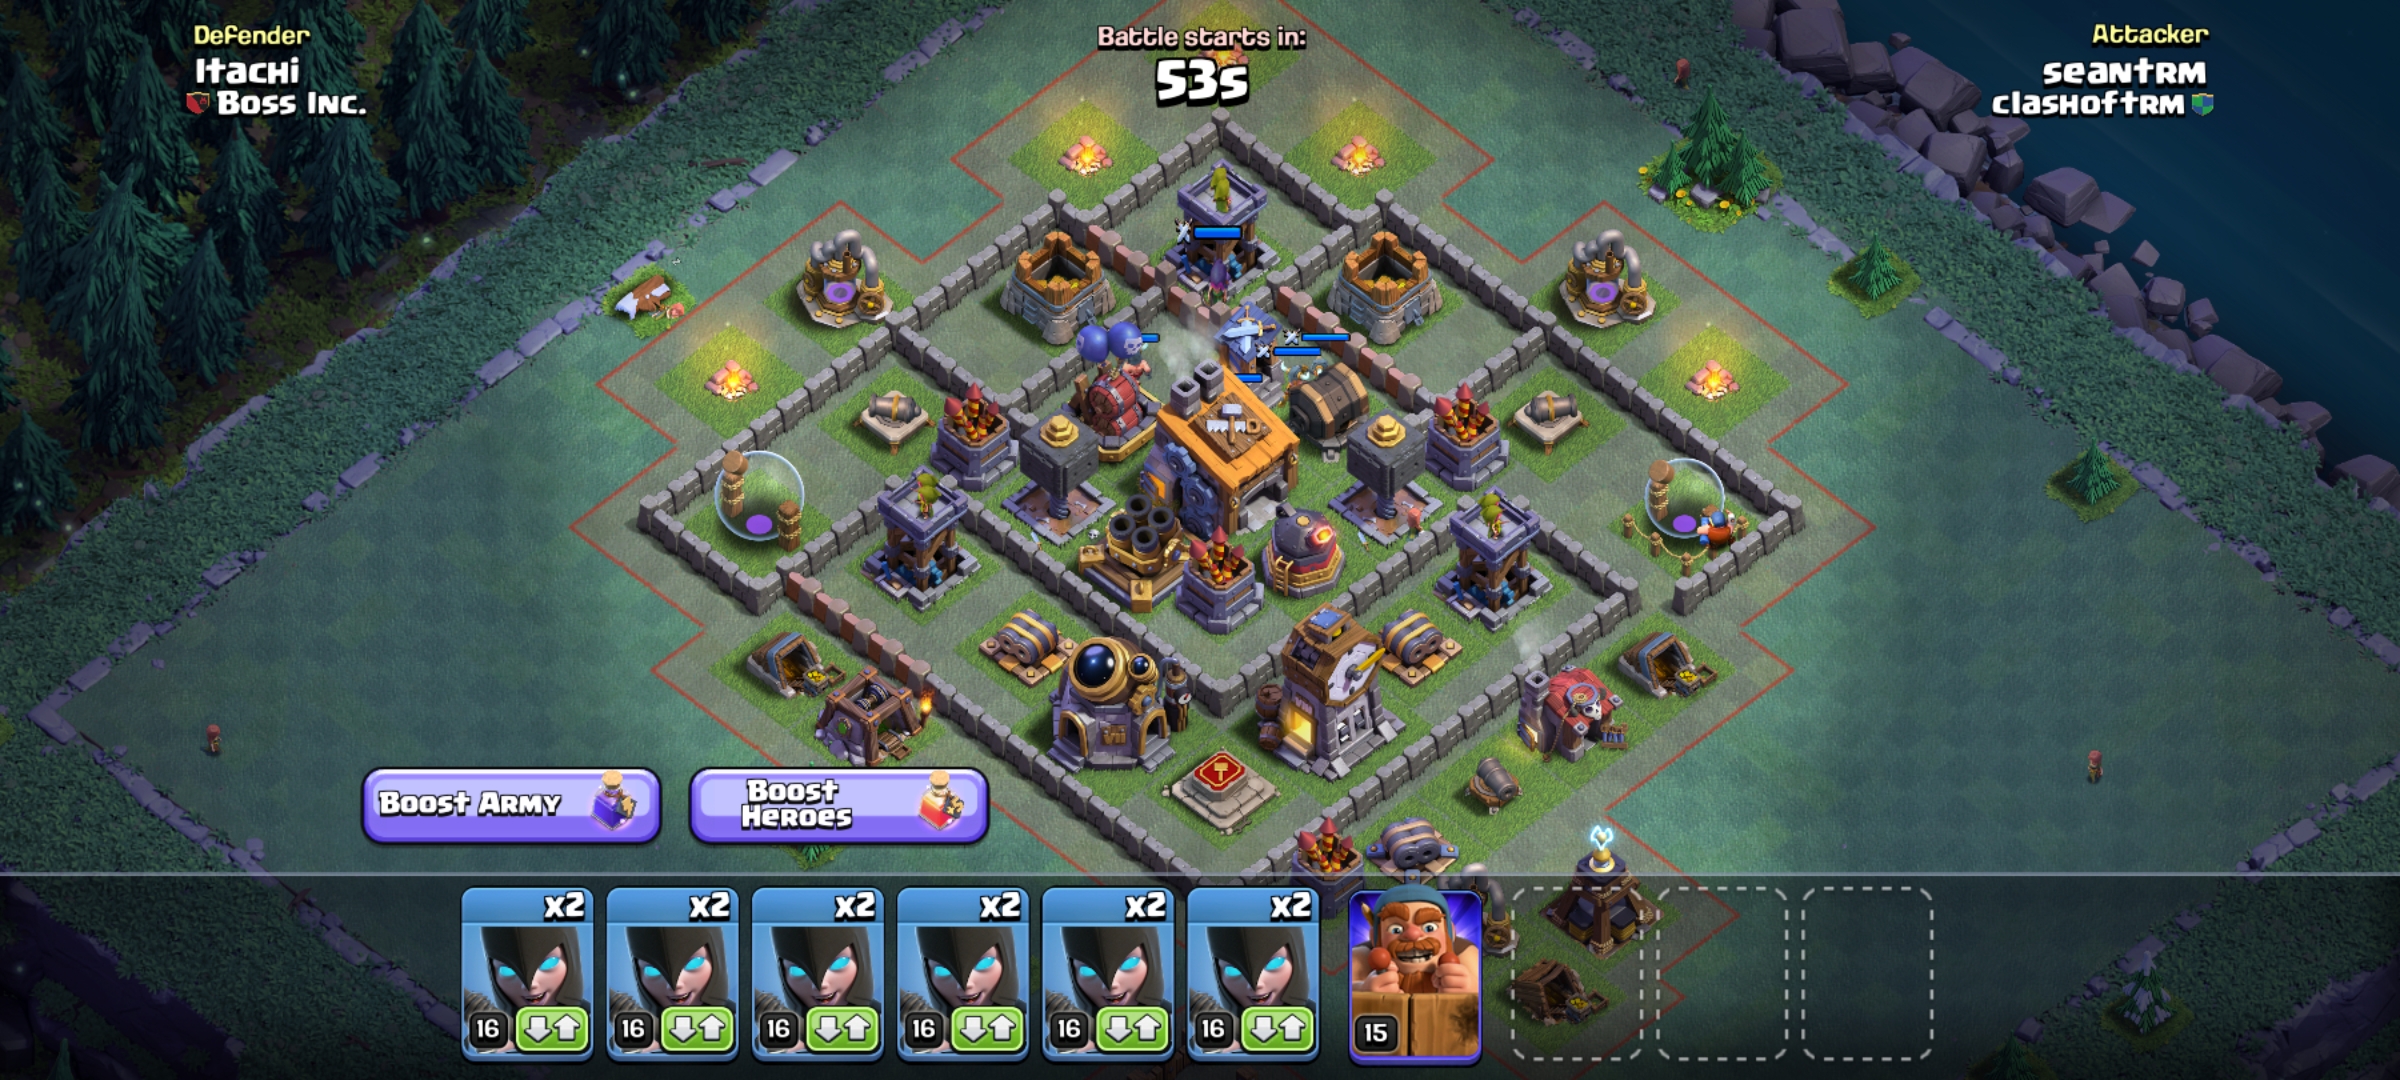 Defender
Itachi
Boss Inc.
Battle starts in:
53s
Attacker
seantrm
clashoftrm
Boost Army
Boost
Heroes
x2
x2
x2
x2
x2
x2
16
16
16
16
16
16
15